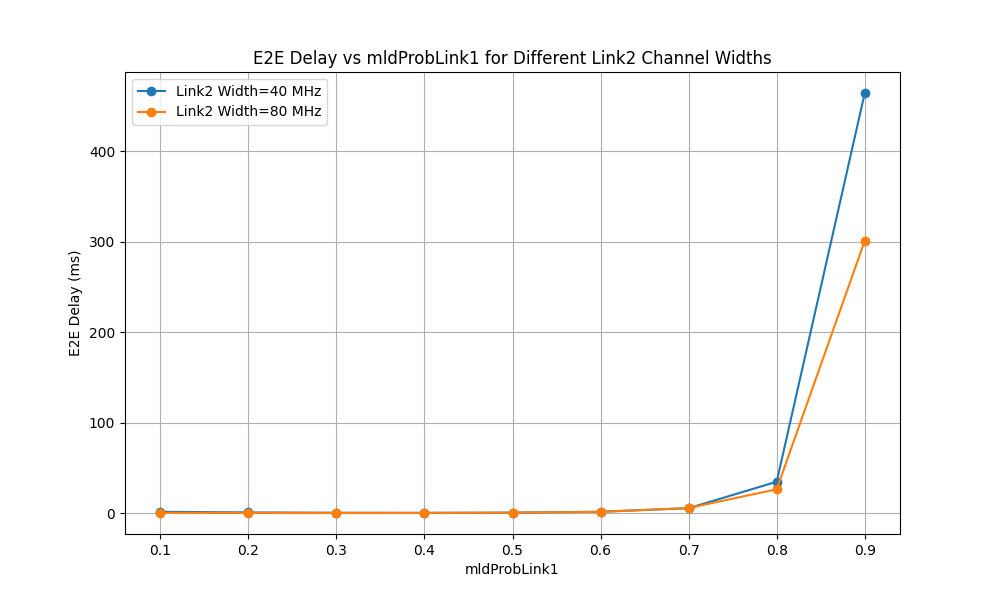 E2E Delay vs mldProbLink1 for Different Link2 Channel Widths
Link2 Width=40 MHz
Link2 Width=80 MHz
E2E Delay (ms)
400
300
200
100
0
0.1 0.2 0.3 0.4 0.5 0.6 0.7 0.8 0.9
mldProbLink1